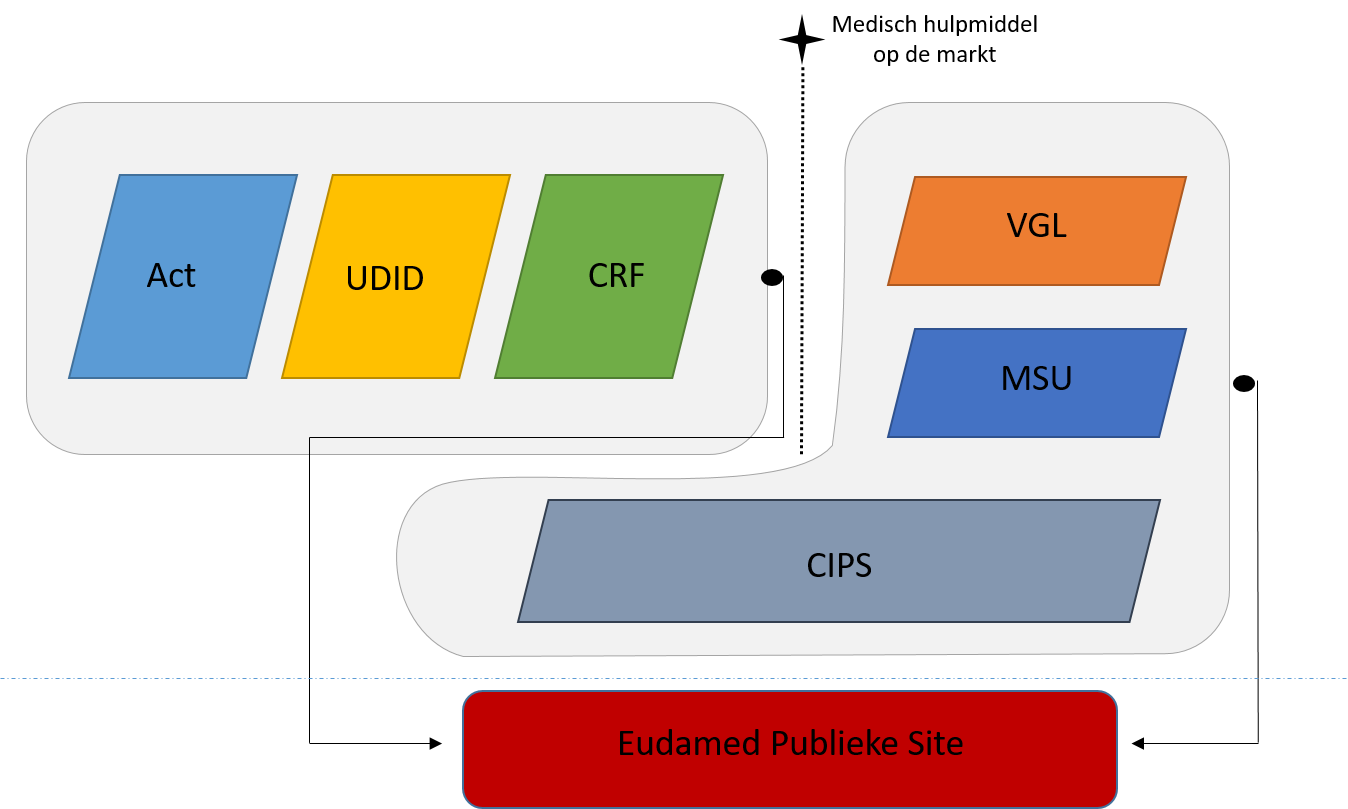 Medisch hulpmiddel
op de markt
Act
UDID
CRF
VGL
MSU
CIPS
Eudamed Publieke Site